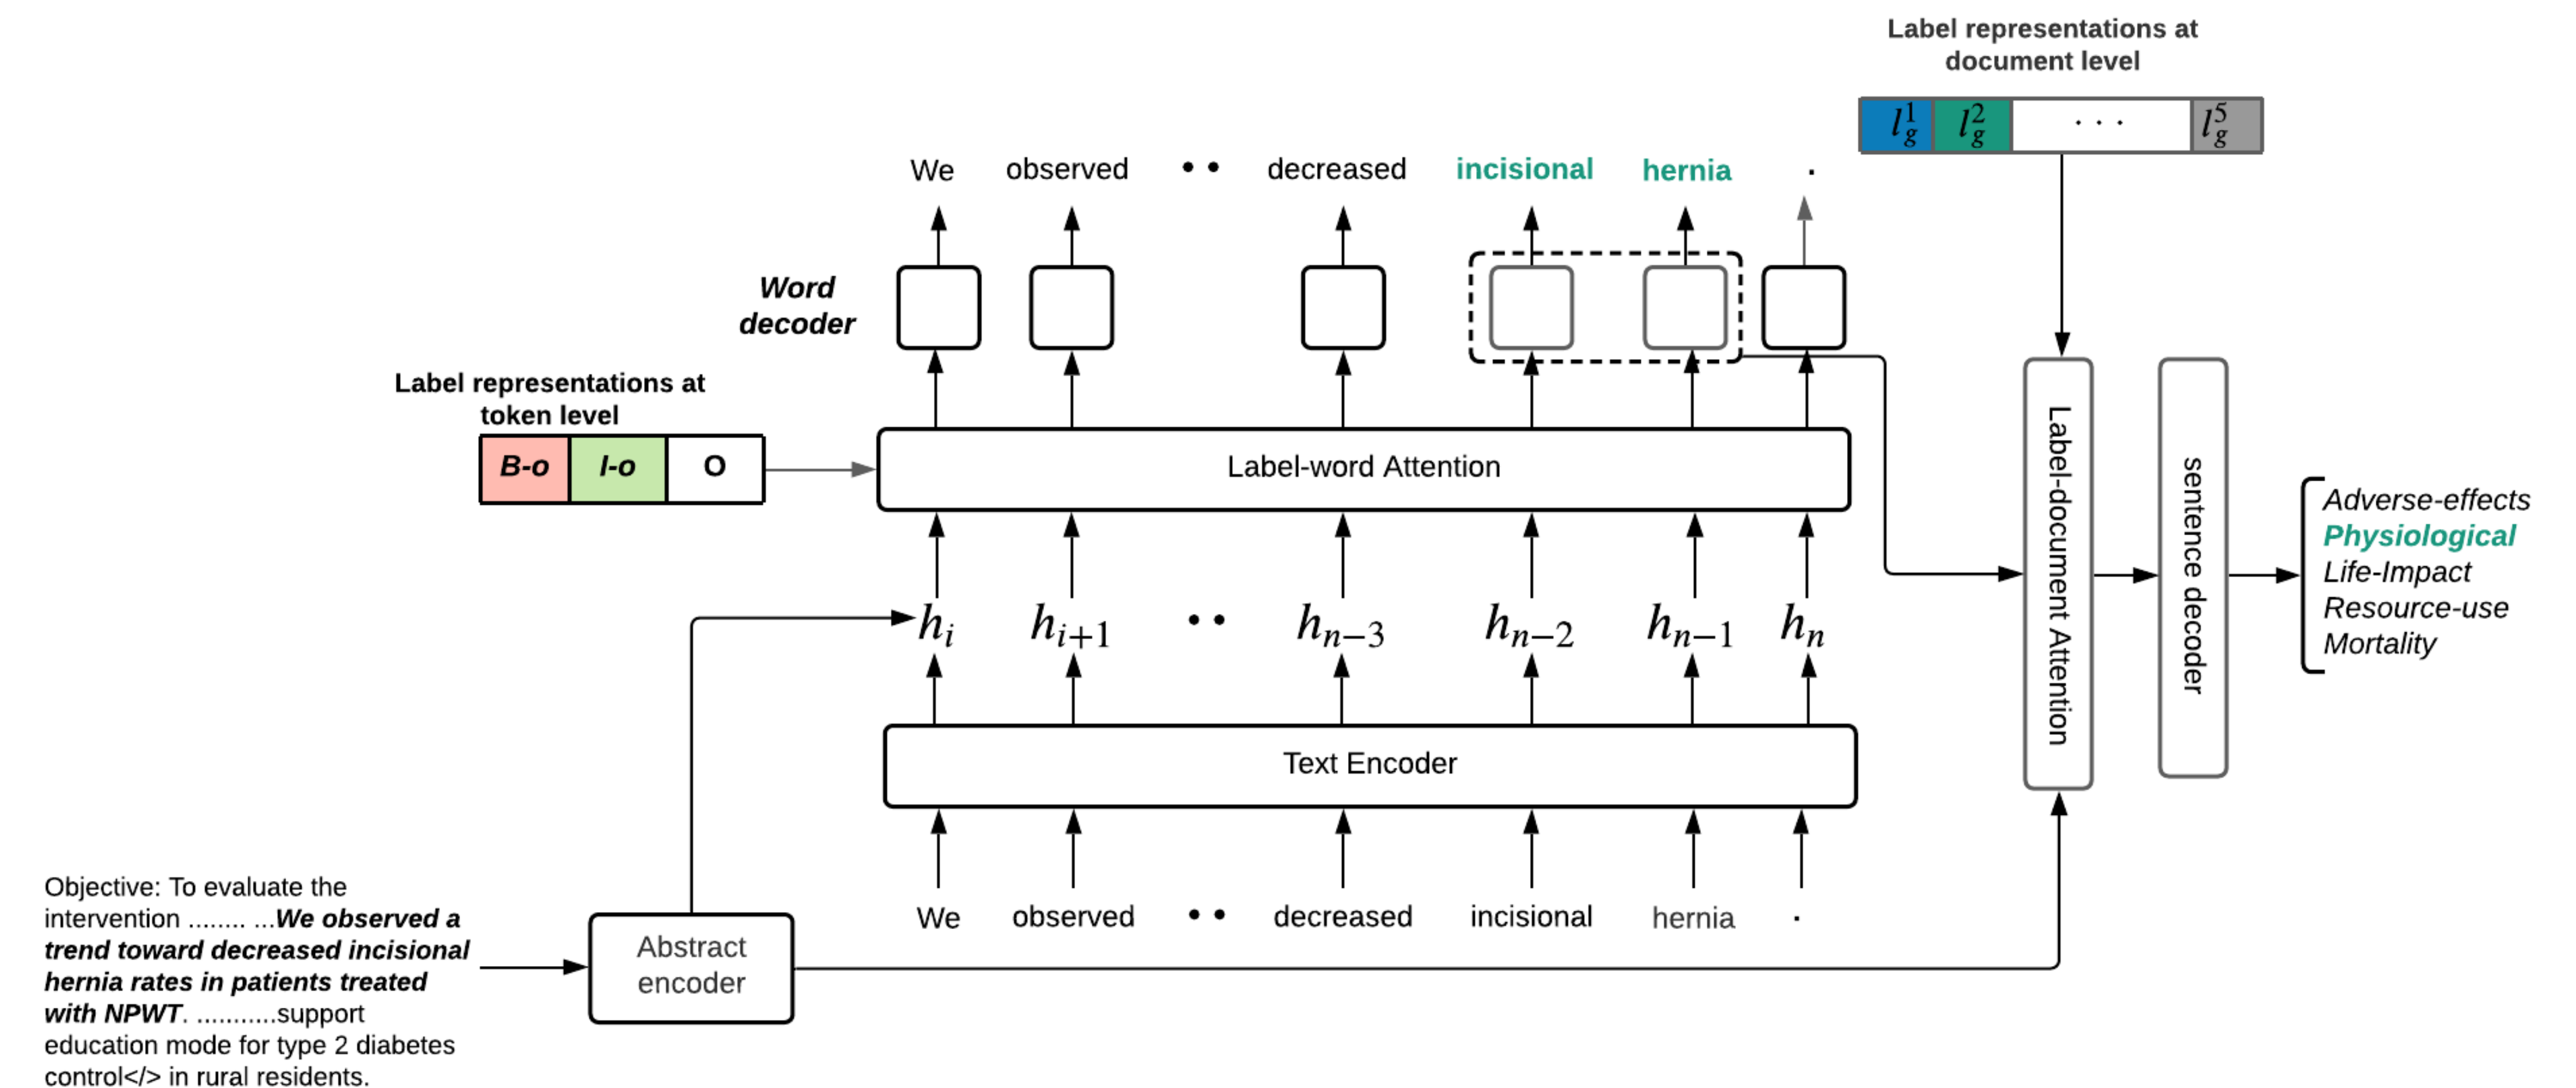 Label representations at
document level
l_g^1 l_g^2 · · · l_g^5
We observed • • decreased incisional hernia .
Word
decoder
Label representations at
token level
B-o I-o O
Label-word Attention
h_i h_{i+1} • • h_{n−3} h_{n−2} h_{n−1} h_n
Text Encoder
We observed • • decreased incisional hernia .
Label-document Attention
sentence decoder
Adverse-effects
Physiological
Life-Impact
Resource-use
Mortality
Objective: To evaluate the
intervention ........ ...We observed a
trend toward decreased incisional
hernia rates in patients treated
with NPWT. ...........support
education mode for type 2 diabetes
control</> in rural residents.
Abstract
encoder